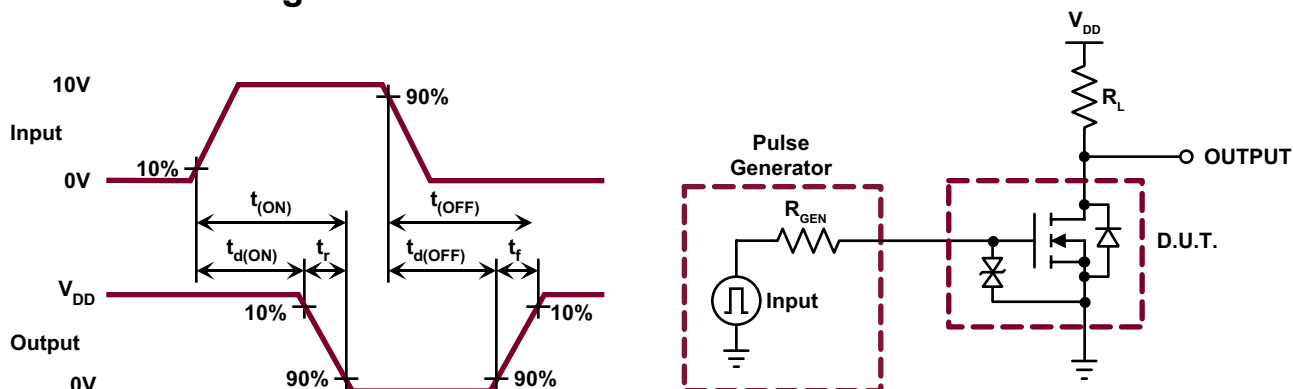 g
10V
90%
Input
10%
0V
t(ON)
t(OFF)
td(ON)
tr
td(OFF)
tf
VDD
10%
10%
Output
90%
90%
0V
VDD
RL
OUTPUT
Pulse
Generator
RGEN
Input
D.U.T.